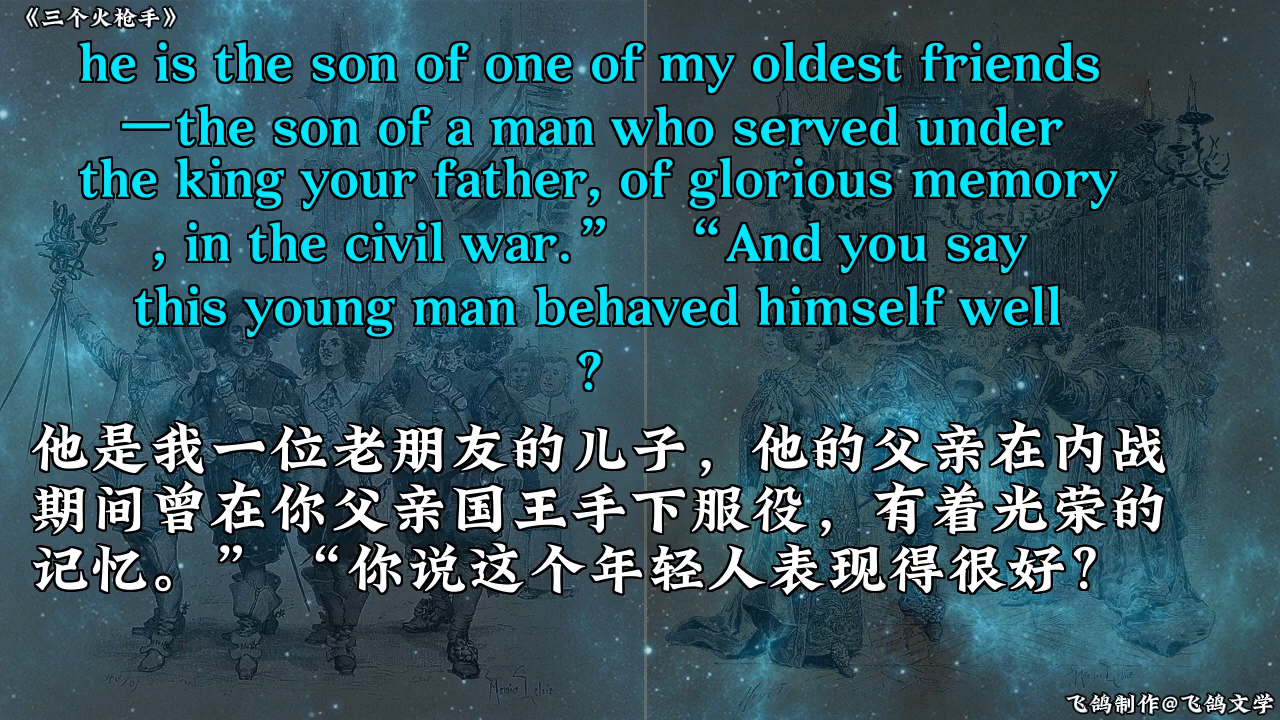 《三个火枪手》
he is the son of one of my oldest friends
—the son of a man who served under
the king your father, of glorious memory
, in the civil war.” “And you say
this young man behaved himself well
?
他是我一位老朋友的儿子，他的父亲在内战
期间曾在你父亲国王手下服役，有着光荣的
记忆。” “你说这个年轻人表现得很好？
飞鸽制作@飞鸽文学